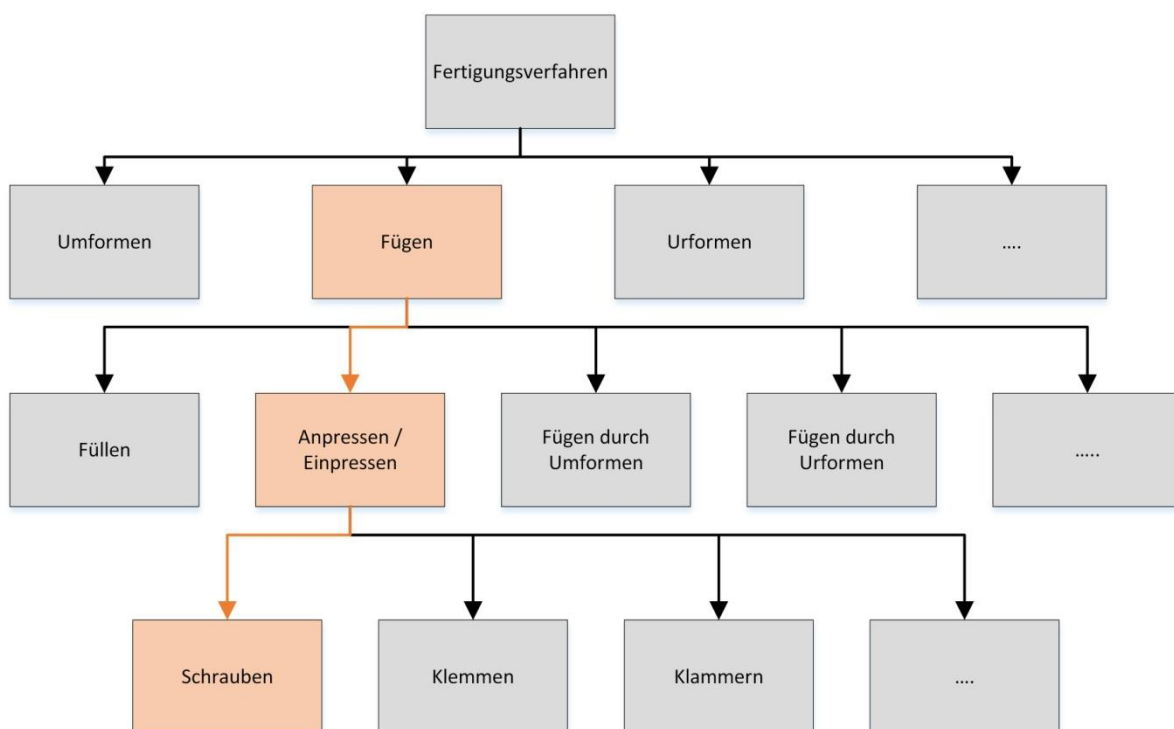 Fertigungsverfahren
Umformen
Fügen
Urformen
....
Füllen
Anpressen /
Einpressen
Fügen durch
Umformen
Fügen durch
Urformen
.....
Schrauben
Klemmen
Klammern
....